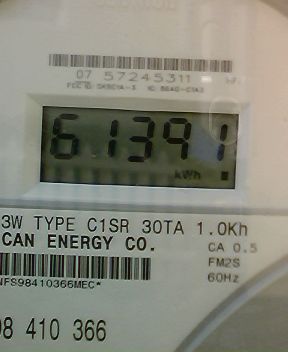 07 57245311
61391
kWh
3W TYPE C1SR 30TA 1.0Kh
CAN ENERGY CO.
CA 0.5
FM2S
60Hz
NFS98410366MEC*
98 410 366